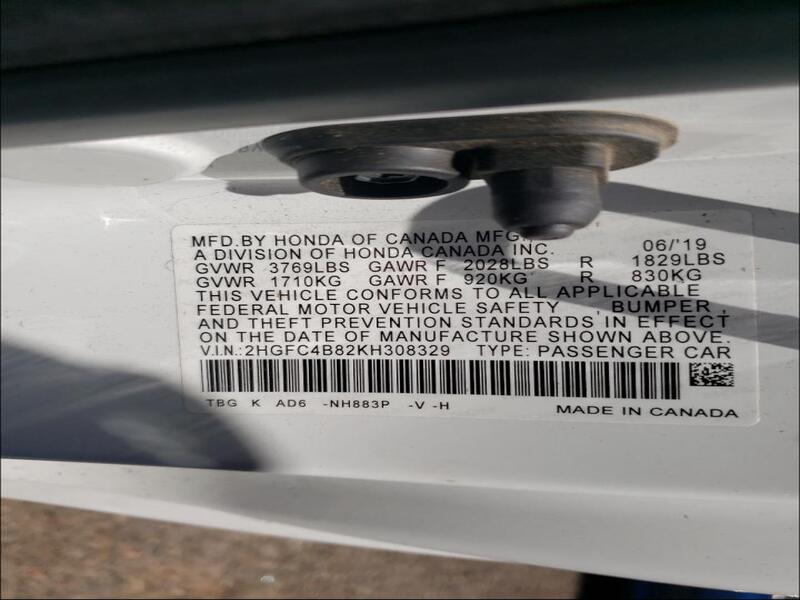 MFD.BY HONDA OF CANADA MFG.,
A DIVISION OF HONDA CANADA INC. 06/'19
GVWR 3769LBS GAWR F 2028LBS R 1829LBS
GVWR 1710KG GAWR F 920KG R 830KG
THIS VEHICLE CONFORMS TO ALL APPLICABLE
FEDERAL MOTOR VEHICLE SAFETY , BUMPER ,
AND THEFT PREVENTION STANDARDS IN EFFECT
ON THE DATE OF MANUFACTURE SHOWN ABOVE.
V.I.N.:2HGFC4B82KH308329 TYPE: PASSENGER CAR
TBG K AD6 -NH883P -V -H MADE IN CANADA